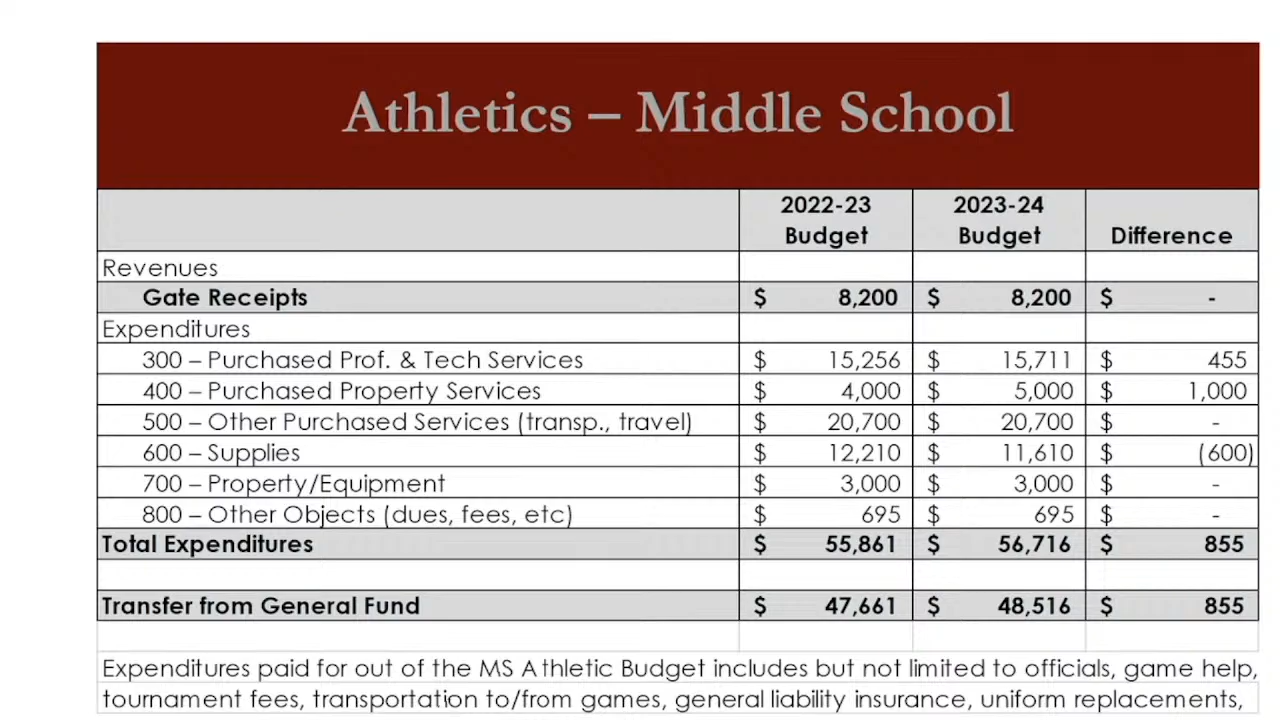 Athletics – Middle School
2022-23 2023-24
Budget Budget Difference
Revenues
Gate Receipts $ 8,200 $ 8,200 $ -
Expenditures
300 – Purchased Prof. & Tech Services $ 15,256 $ 15,711 $ 455
400 – Purchased Property Services $ 4,000 $ 5,000 $ 1,000
500 – Other Purchased Services (transp., travel) $ 20,700 $ 20,700 $ -
600 – Supplies $ 12,210 $ 11,610 $ (600)
700 – Property/Equipment $ 3,000 $ 3,000 $ -
800 – Other Objects (dues, fees, etc) $ 695 $ 695 $ -
Total Expenditures $ 55,861 $ 56,716 $ 855
Transfer from General Fund $ 47,661 $ 48,516 $ 855
Expenditures paid for out of the MS Athletic Budget includes but not limited to officials, game help,
tournament fees, transportation to/from games, general liability insurance, uniform replacements,